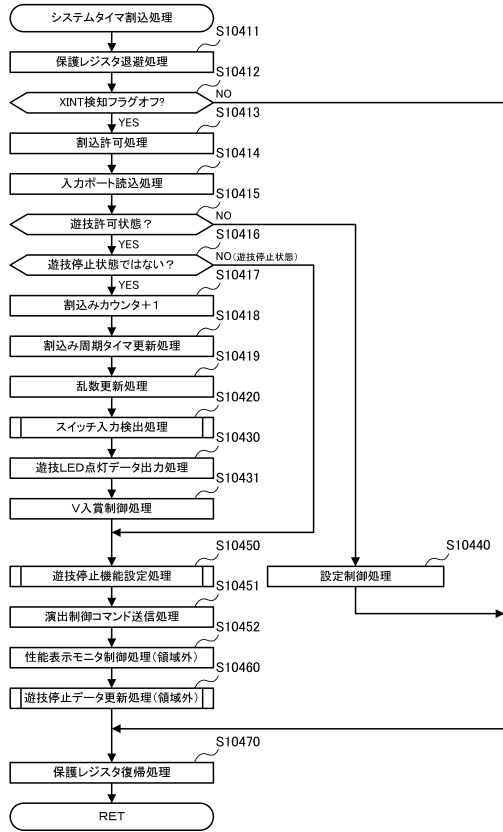 システムタイマ割込処理
S10411
保護レジスタ退避処理
S10412
XINT検知フラグオフ?
NO
YES
S10413
割込許可処理
S10414
入力ポート読込処理
S10415
遊技許可状態？
NO
YES
S10416
遊技停止状態ではない？
NO(遊技停止状態)
YES
S10417
割込みカウンタ＋1
S10418
割込み周期タイマ更新処理
S10419
乱数更新処理
S10420
スイッチ入力検出処理
S10430
遊技LED点灯データ出力処理
S10431
V入賞制御処理
S10450
遊技停止機能設定処理
S10440
設定制御処理
S10451
演出制御コマンド送信処理
S10452
性能表示モニタ制御処理(領域外)
S10460
遊技停止データ更新処理(領域外)
S10470
保護レジスタ復帰処理
RET